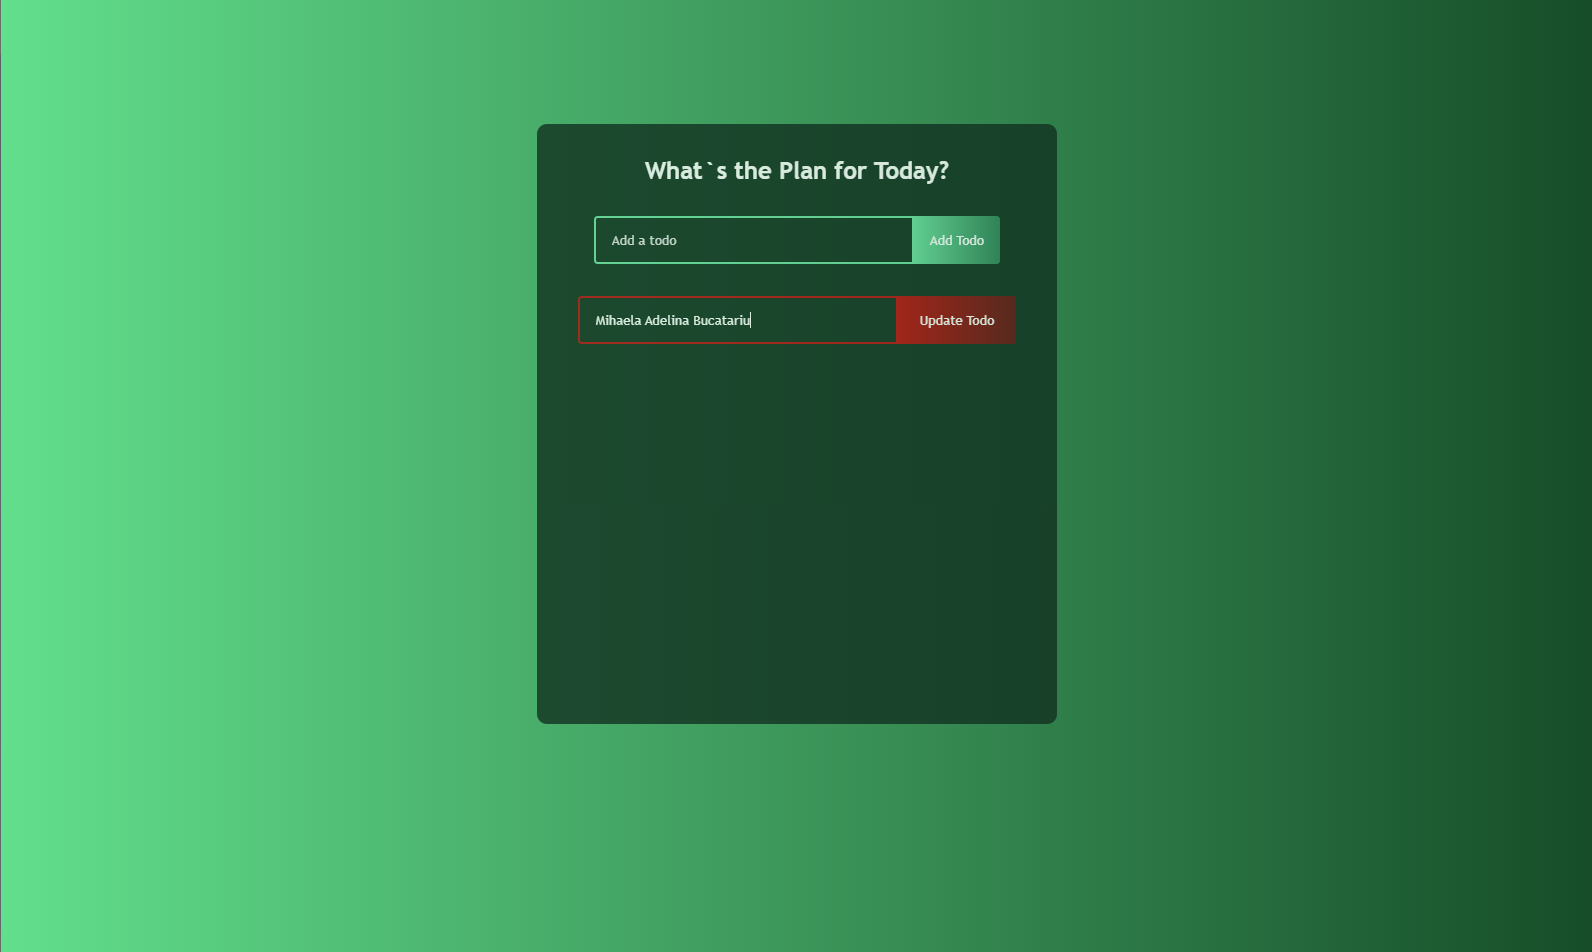 What`s the Plan for Today?
Add a todo
Add Todo
Mihaela Adelina Bucatariu
Update Todo